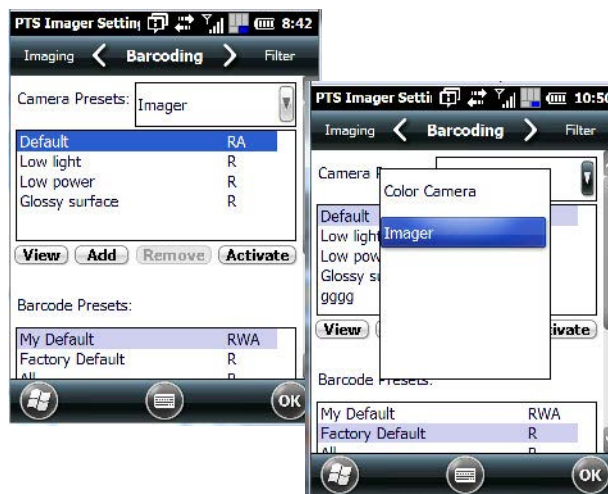 PTS Imager Settin 8:42
Imaging Barcoding Filter
Camera Presets: Imager
Default RA
Low light R
Low power R
Glossy surface R
View Add Remove Activate
Barcode Presets:
My Default RWA
Factory Default R
All R
OK
PTS Imager Setti 10:50
Imaging Barcoding Filter
Camera P
Color Camera
Imager
Default
Low light
Low pow
Glossy su
gggg
View ivate
Barcode Presets:
My Default RWA
Factory Default R
All R
OK